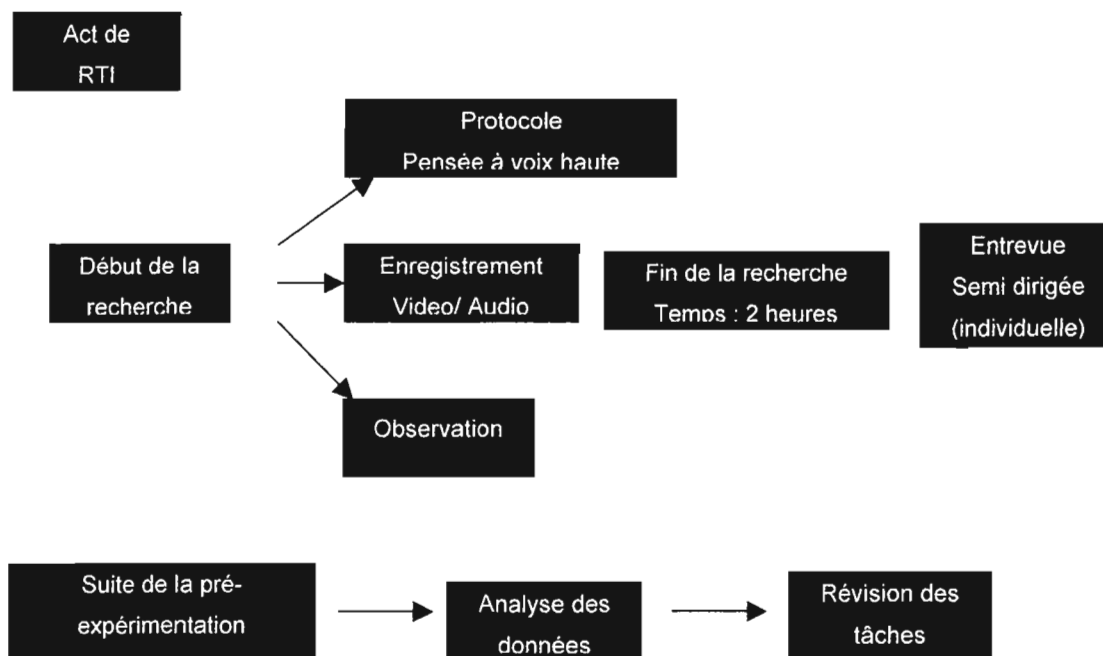 Act de
RTI
Protocole
Pensée à voix haute
Début de la
recherche
Enregistrement
Video/ Audio
Fin de la recherche
Temps : 2 heures
Entrevue
Semi dirigée
(individuelle)
Observation
Suite de la pré-
expérimentation
Analyse des
données
Révision des
tâches